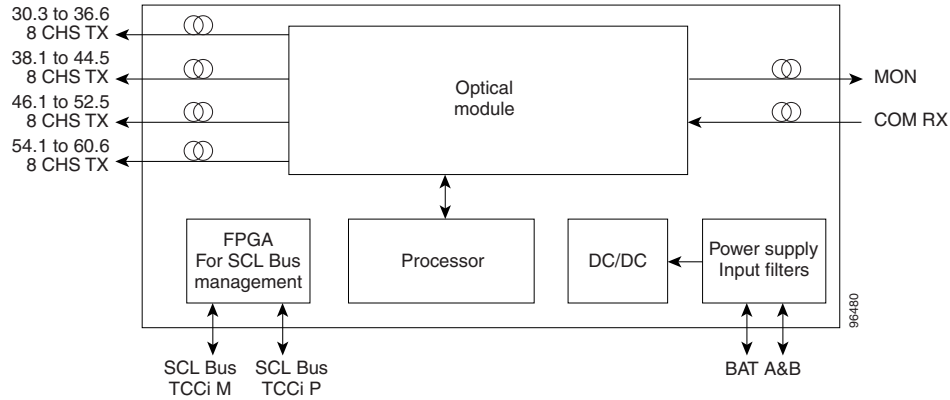 30.3 to 36.6
8 CHS TX
38.1 to 44.5
8 CHS TX
46.1 to 52.5
8 CHS TX
54.1 to 60.6
8 CHS TX
Optical
module
MON
COM RX
FPGA
For SCL Bus
management
Processor
DC/DC
Power supply
Input filters
SCL Bus
TCCi M
SCL Bus
TCCi P
BAT A&B
96480